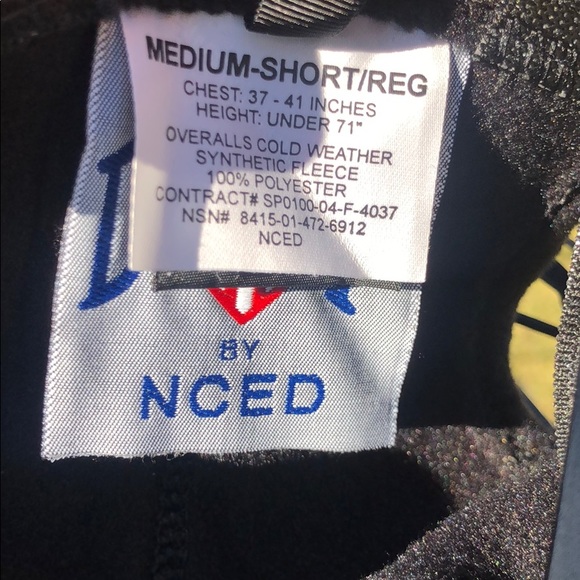 MEDIUM-SHORT/REG
CHEST: 37 - 41 INCHES
HEIGHT: UNDER 71"
OVERALLS COLD WEATHER
SYNTHETIC FLEECE
100% POLYESTER
CONTRACT# SP0100-04-F-4037
NSN# 8415-01-472-6912
NCED
BY
NCED